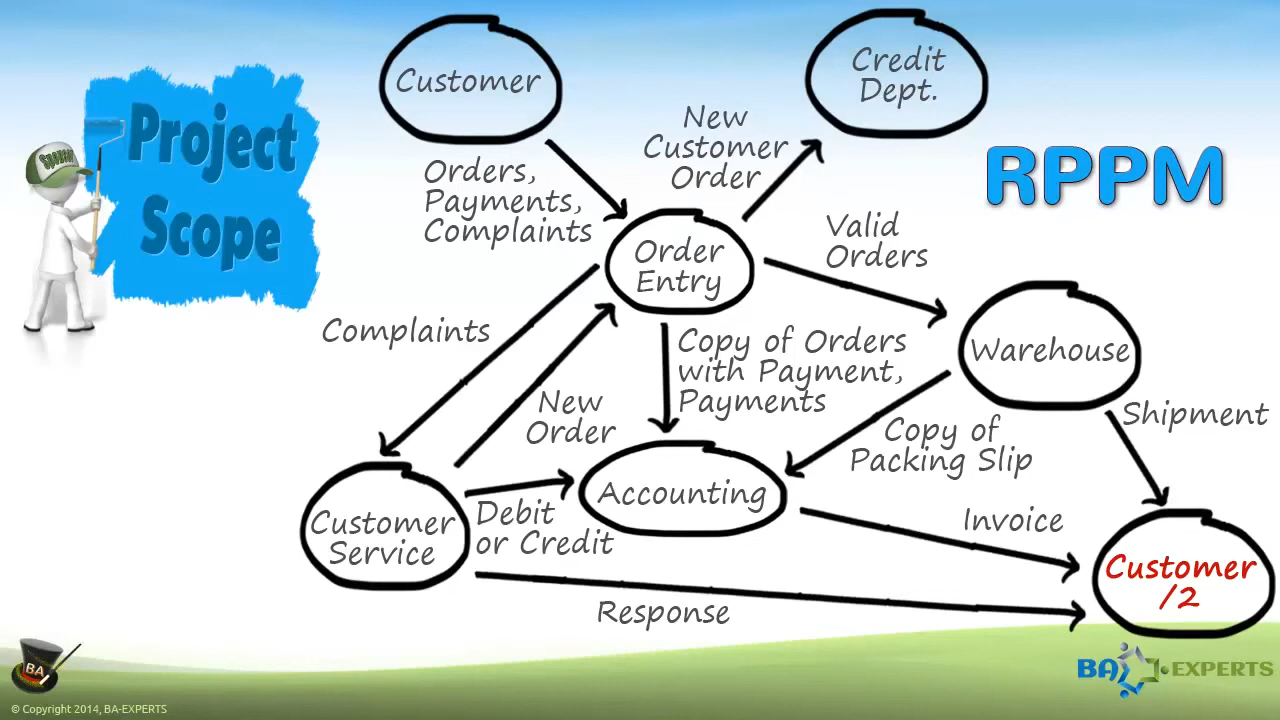 Project
Scope
Sponsor
Customer
Credit
Dept.
RPPM
New
Customer
Order
Orders,
Payments,
Complaints
Order
Entry
Valid
Orders
Complaints
Copy of Orders
with Payment,
Payments
Warehouse
New
Order
Copy of
Packing Slip
Shipment
Customer
Service
Debit
or Credit
Accounting
Invoice
Customer
/2
Response
BA
BA EXPERTS
© Copyright 2014, BA-EXPERTS